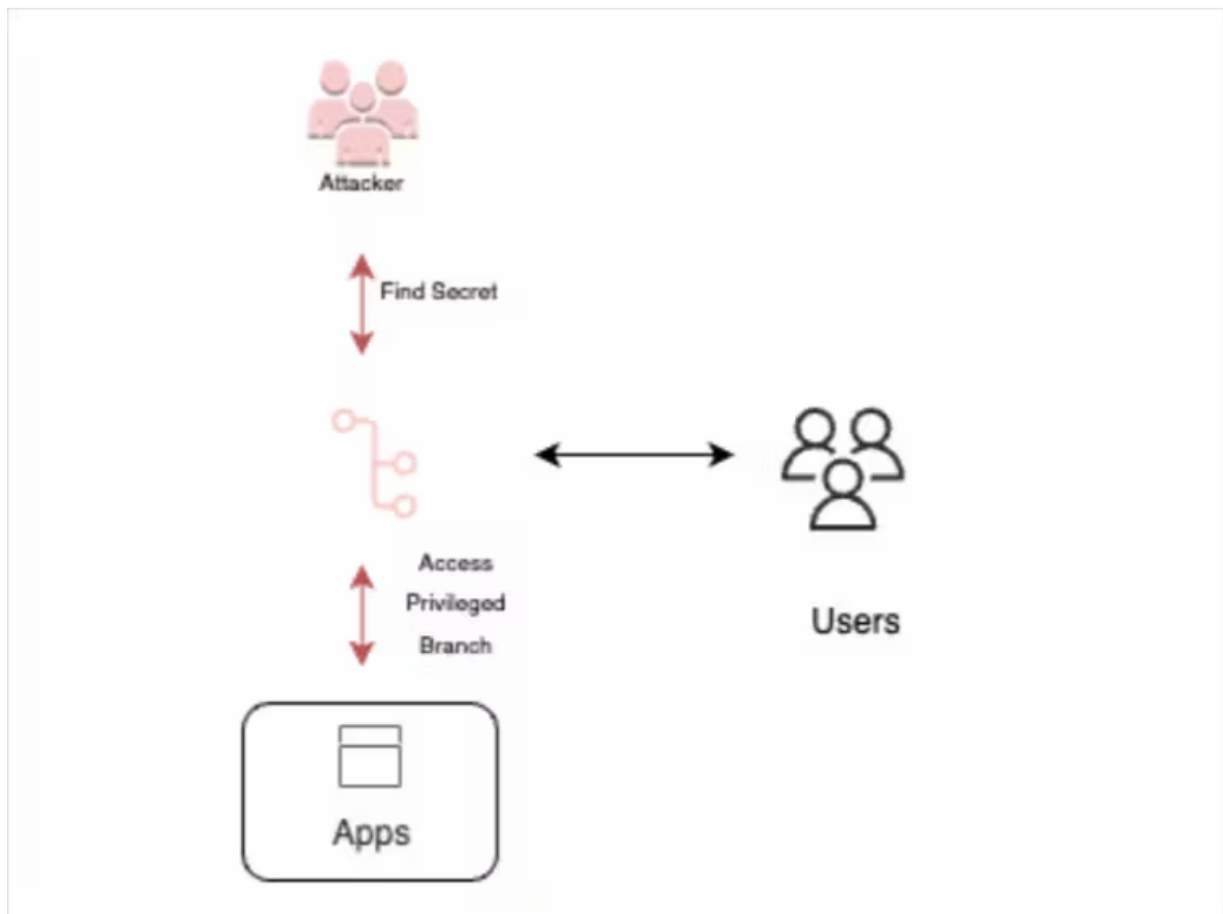 Attacker
Find Secret
Access
Privileged
Branch
Users
Apps